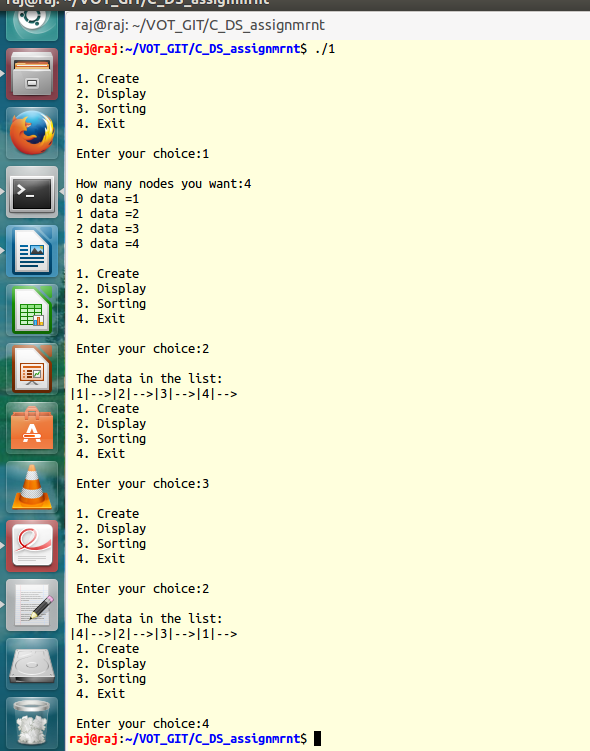 raj@raj: ~/VOT_GIT/C_DS_assignmrnt
raj@raj: ~/VOT_GIT/C_DS_assignmrnt
raj@raj:~/VOT_GIT/C_DS_assignmrnt$ ./1
1. Create
2. Display
3. Sorting
4. Exit
Enter your choice:1
How many nodes you want:4
0 data =1
1 data =2
2 data =3
3 data =4
1. Create
2. Display
3. Sorting
4. Exit
Enter your choice:2
The data in the list:
|1|-->|2|-->|3|-->|4|-->
1. Create
2. Display
3. Sorting
4. Exit
Enter your choice:3
1. Create
2. Display
3. Sorting
4. Exit
Enter your choice:2
The data in the list:
|4|-->|2|-->|3|-->|1|-->
1. Create
2. Display
3. Sorting
4. Exit
Enter your choice:4
raj@raj:~/VOT_GIT/C_DS_assignmrnt$